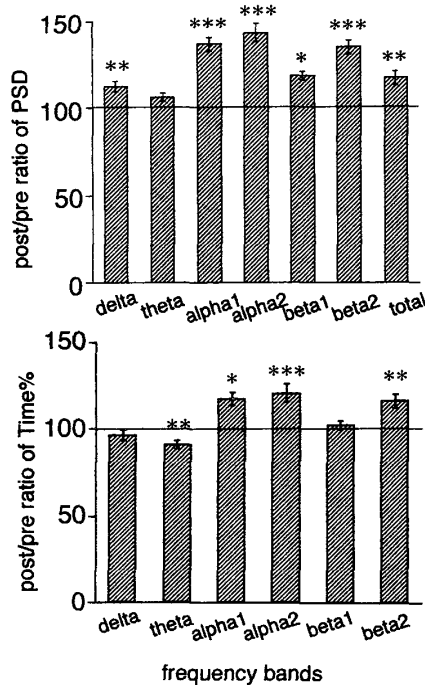 post/pre ratio of PSD
150
100
50
0
** *** *** * *** **
delta theta alpha1 alpha2 beta1 beta2 total
post/pre ratio of Time%
150
100
50
0
** * *** **
delta theta alpha1 alpha2 beta1 beta2
frequency bands